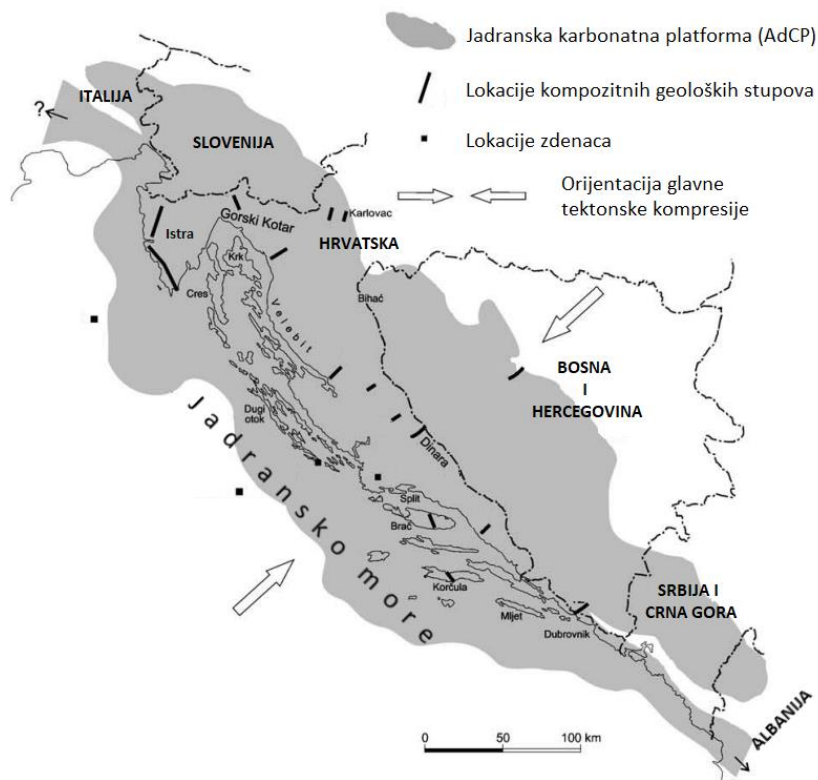 Jadranska karbonatna platforma (AdCP)
Lokacije kompozitnih geoloških stupova
Lokacije zdenaca
Orijentacija glavne
tektonske kompresije
?
ITALIJA
SLOVENIJA
Karlovac
Gorski Kotar
Istra
HRVATSKA
Krk
Cres
Bihać
Velebit
BOSNA
I
HERCEGOVINA
Dugi
otok
Dinara
Jadransko more
Split
Brač
Korčula
Mljet
Dubrovnik
SRBIJA I
CRNA GORA
ALBANIJA
0 50 100 km